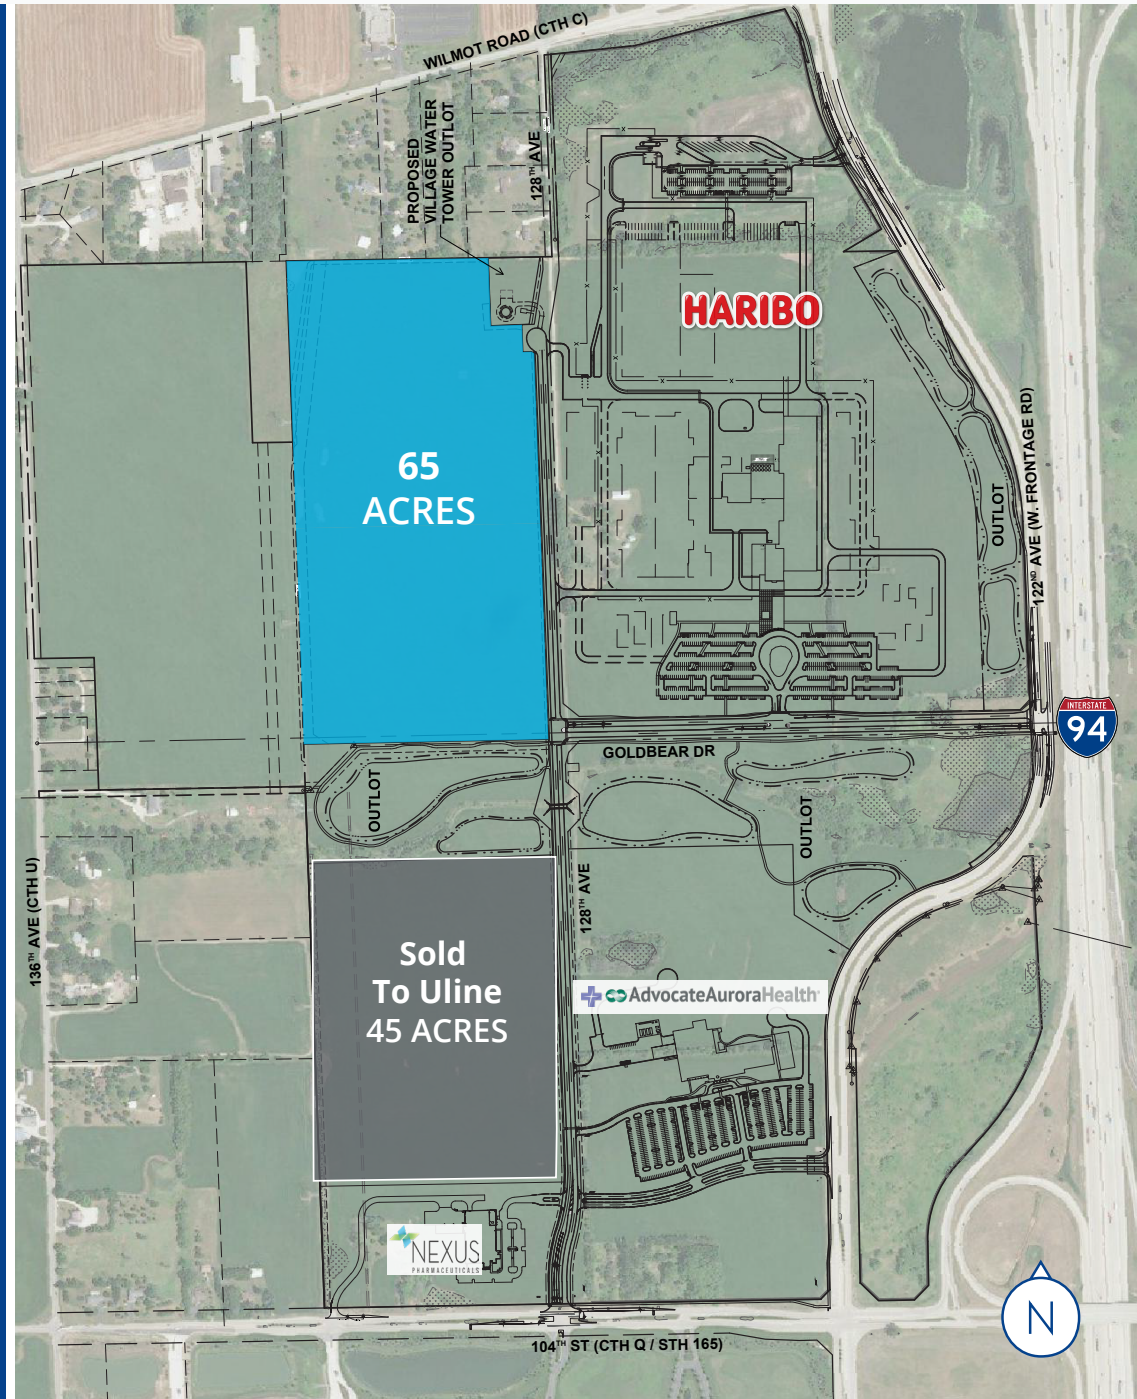 WILMOT ROAD (CTH C)
PROPOSED
VILLAGE WATER
TOWER OUTLOT
128TH AVE
HARIBO
65
ACRES
OUTLOT
122ND AVE (W. FRONTAGE RD)
INTERSTATE
94
GOLDBEAR DR
OUTLOT
OUTLOT
136TH AVE (CTH U)
128TH AVE
Sold
To Uline
45 ACRES
AdvocateAuroraHealth
NEXUS
PHARMACEUTICALS
N
104TH ST (CTH Q / STH 165)